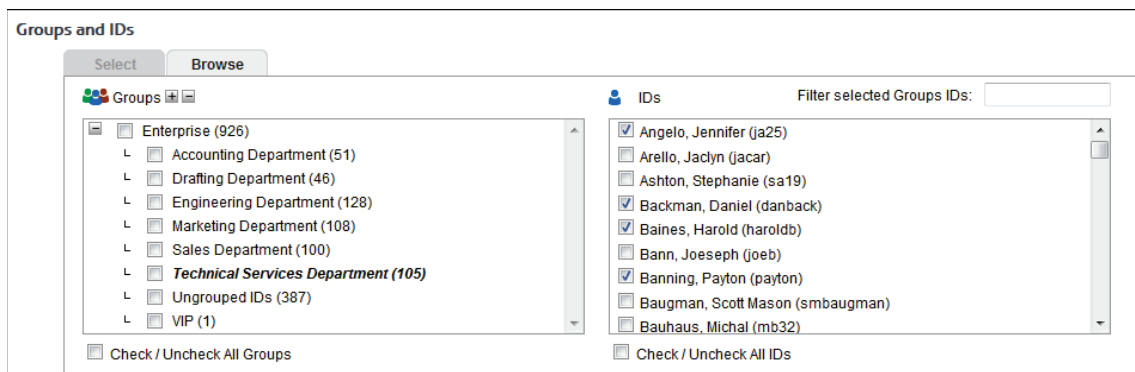 Groups and IDs
Select Browse
Groups
Enterprise (926)
Accounting Department (51)
Drafting Department (46)
Engineering Department (128)
Marketing Department (108)
Sales Department (100)
Technical Services Department (105)
Ungrouped IDs (387)
VIP (1)
Check / Uncheck All Groups
IDs Filter selected Groups IDs:
Angelo, Jennifer (ja25)
Arello, Jaclyn (jacar)
Ashton, Stephanie (sa19)
Backman, Daniel (danback)
Baines, Harold (haroldb)
Bann, Joeseph (joeb)
Banning, Payton (payton)
Baugman, Scott Mason (smbaugman)
Bauhaus, Michal (mb32)
Check / Uncheck All IDs